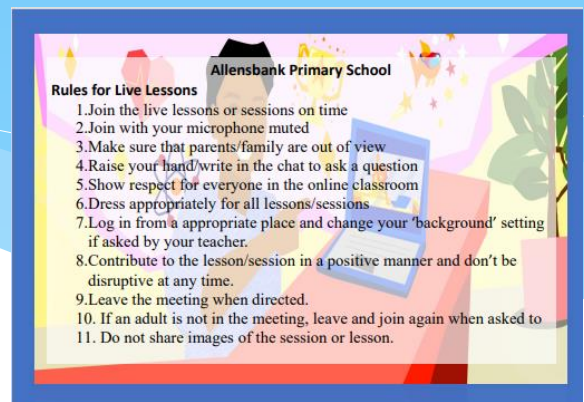 Allensbank Primary School
Rules for Live Lessons
1.Join the live lessons or sessions on time
2.Join with your microphone muted
3.Make sure that parents/family are out of view
4.Raise your hand/write in the chat to ask a question
5.Show respect for everyone in the online classroom
6.Dress appropriately for all lessons/sessions
7.Log in from a appropriate place and change your 'background' setting
if asked by your teacher.
8.Contribute to the lesson/session in a positive manner and don't be
disruptive at any time.
9.Leave the meeting when directed.
10. If an adult is not in the meeting, leave and join again when asked to
11. Do not share images of the session or lesson.